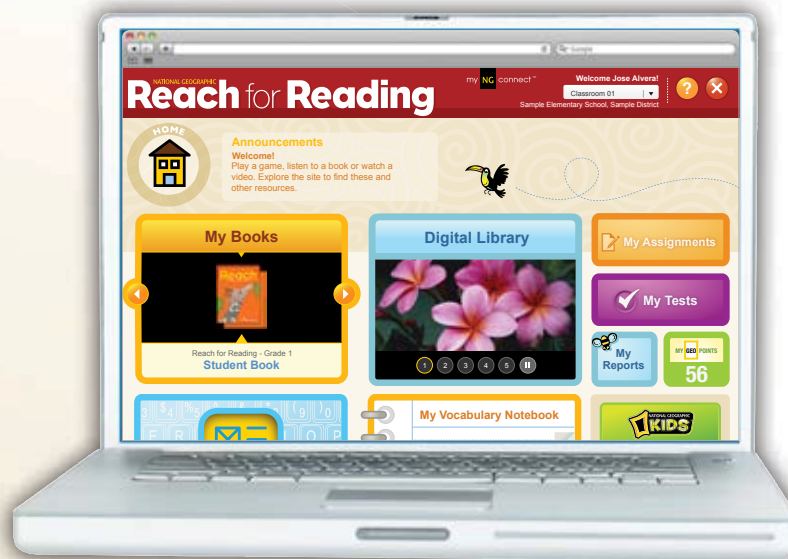 Google
NATIONAL GEOGRAPHIC
Reach for Reading
my NG connect™
Welcome Jose Alvera!
Classroom 01
Sample Elementary School, Sample District
?
HOME
Announcements
Welcome!
Play a game, listen to a book or watch a
video. Explore the site to find these and
other resources.
My Books
Reach
Reach for Reading - Grade 1
Student Book
Digital Library
1 2 3 4 5
My Assignments
My Tests
My
Reports
MY GEO POINTS
56
My Vocabulary Notebook
NATIONAL GEOGRAPHIC
KIDS